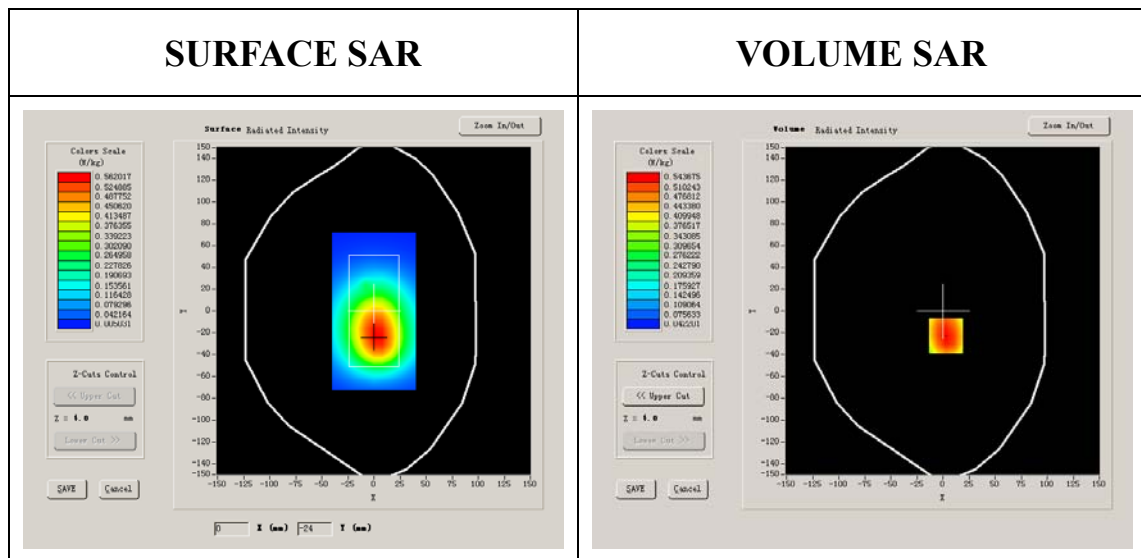 SURFACE SAR
VOLUME SAR
Surface Radiated Intensity
Zoom In/Out
Colors Scale
(W/kg)
0.562017
0.524885
0.487752
0.450620
0.413487
0.376355
0.339223
0.302090
0.264958
0.227826
0.190693
0.153561
0.116428
0.079296
0.042164
0.005031
150
140
120
100
80
60
40
20
0
-20
-40
-60
-80
-100
-120
-140
-150
Y
-150 -125 -100 -75 -50 -25 0 25 50 75 100 125 150
X
Z-Cuts Control
<< Upper Cut
Z = 4.0 mm
Lower Cut >>
SAVE
Cancel
0 X (mm) -24 Y (mm)
Volume Radiated Intensity
Zoom In/Out
Colors Scale
(W/kg)
0.543675
0.510243
0.476812
0.443380
0.409948
0.376517
0.343085
0.309654
0.276222
0.242790
0.209359
0.175927
0.142496
0.109064
0.075633
0.042201
150
140
120
100
80
60
40
20
0
-20
-40
-60
-80
-100
-120
-140
-150
Y
-150 -125 -100 -75 -50 -25 0 25 50 75 100 125 150
X
Z-Cuts Control
<< Upper Cut
Z = 4.0 mm
Lower Cut >>
SAVE
Cancel